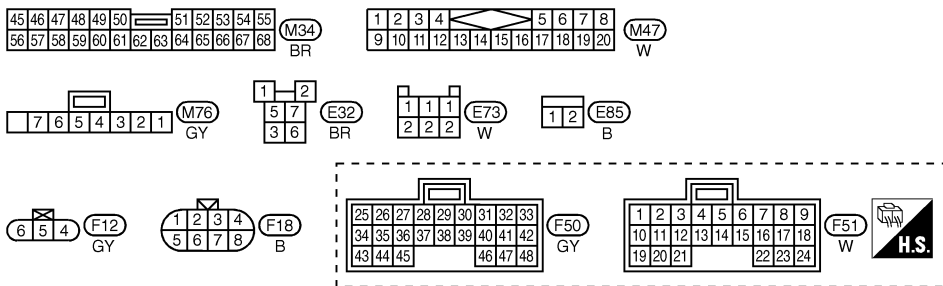 45 46 47 48 49 50 51 52 53 54 55
56 57 58 59 60 61 62 63 64 65 66 67 68
M34
BR
1 2 3 4 5 6 7 8
9 10 11 12 13 14 15 16 17 18 19 20
M47
W
7 6 5 4 3 2 1
M76
GY
1 2
5 7
3 6
E32
BR
1 1 1
2 2 2
E73
W
1 2
E85
B
6 5 4
F12
GY
1 2 3 4
5 6 7 8
F18
B
25 26 27 28 29 30 31 32 33
34 35 36 37 38 39 40 41 42
43 44 45 46 47 48
F50
GY
1 2 3 4 5 6 7 8 9
10 11 12 13 14 15 16 17 18
19 20 21 22 23 24
F51
W
H.S.